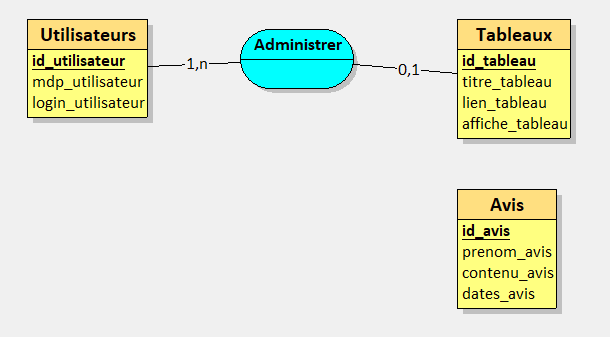 Utilisateurs
id_utilisateur
mdp_utilisateur
login_utilisateur
1,n
Administrer
0,1
Tableaux
id_tableau
titre_tableau
lien_tableau
affiche_tableau
Avis
id_avis
prenom_avis
contenu_avis
dates_avis